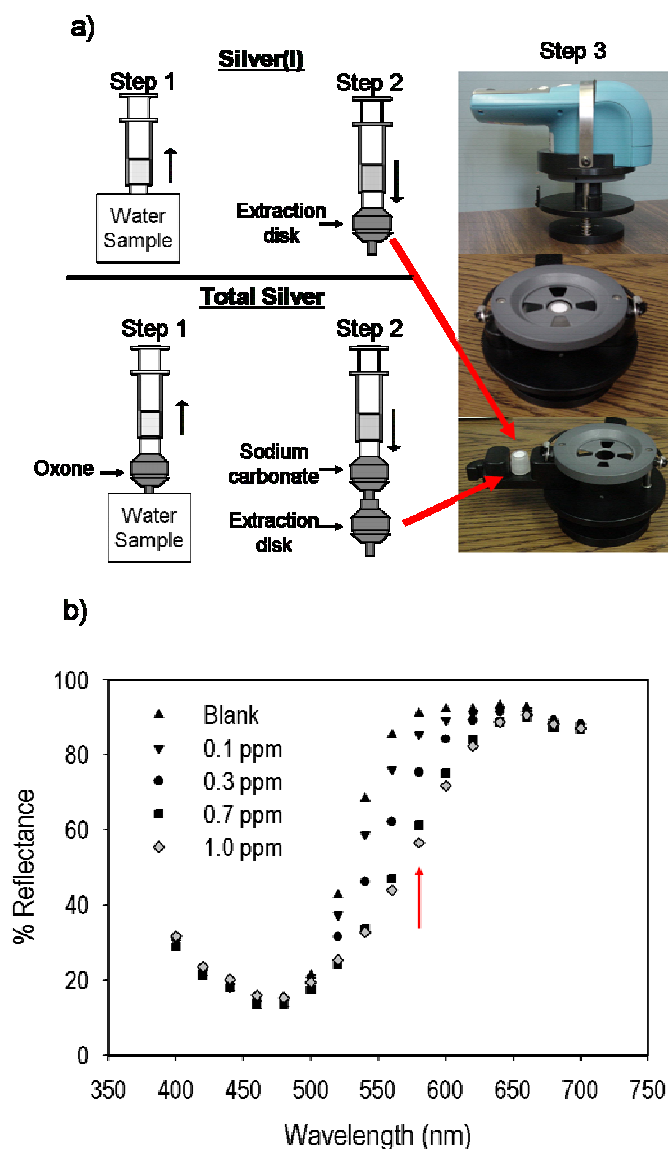 a)
Silver(I)
Step 1
Step 2
Step 3
Water
Sample
Extraction
disk
Total Silver
Step 1
Step 2
Oxone
Water
Sample
Sodium
carbonate
Extraction
disk
b)
% Reflectance
100
80
60
40
20
0
Blank
0.1 ppm
0.3 ppm
0.7 ppm
1.0 ppm
350 400 450 500 550 600 650 700 750
Wavelength (nm)